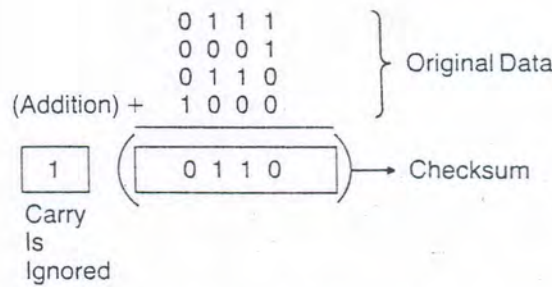 0 1 1 1
0 0 0 1
Original Data
0 1 1 0
(Addition) + 1 0 0 0
1 0 1 1 0 Checksum
Carry
Is
Ignored